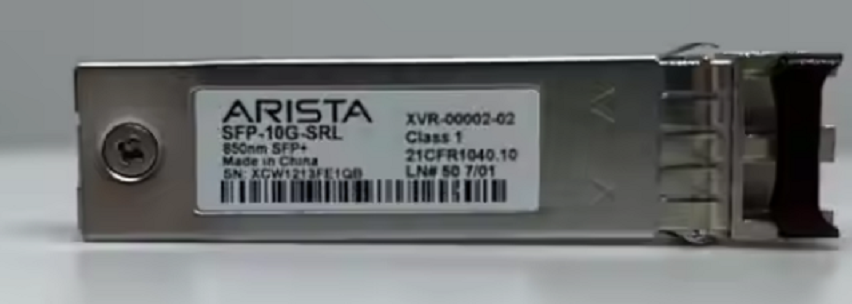 ARISTA
SFP-10G-SRL
850nm SFP+
Made in China
SN: XCW1213FE1QB
XVR-00002-02
Class 1
21CFR1040.10
LN# 50 7/01